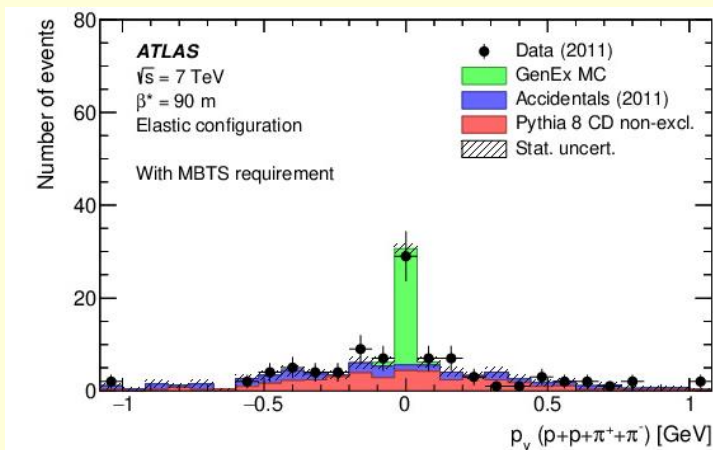 Number of events
80
60
40
20
0
ATLAS
√s = 7 TeV
β* = 90 m
Elastic configuration
With MBTS requirement
Data (2011)
GenEx MC
Accidentals (2011)
Pythia 8 CD non-excl.
Stat. uncert.
−1 −0.5 0 0.5 1
p_y (p+p+π⁺+π⁻) [GeV]